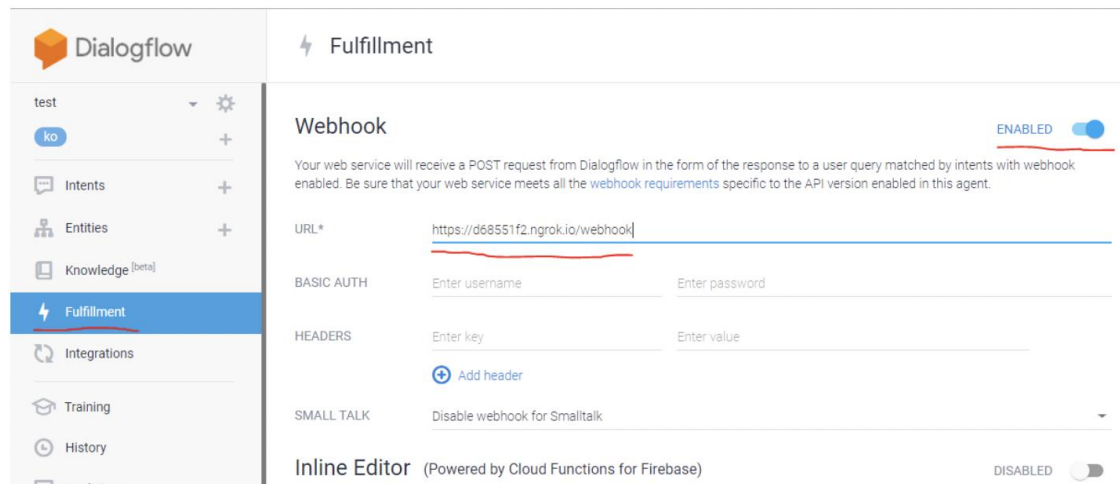 Dialogflow
Fulfillment
test
ko
Intents
Entities
Knowledge [beta]
Fulfillment
Integrations
Training
History
Webhook
ENABLED
Your web service will receive a POST request from Dialogflow in the form of the response to a user query matched by intents with webhook
enabled. Be sure that your web service meets all the webhook requirements specific to the API version enabled in this agent.
URL* https://d68551f2.ngrok.io/webhook
BASIC AUTH Enter username Enter password
HEADERS Enter key Enter value
Add header
SMALL TALK Disable webhook for Smalltalk
Inline Editor (Powered by Cloud Functions for Firebase) DISABLED